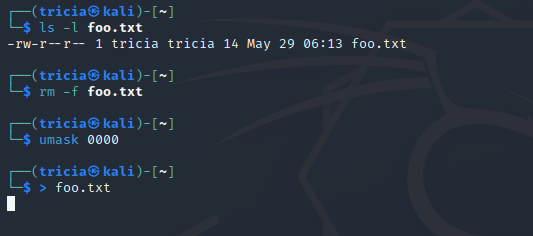 ┌──(tricia㉿kali)-[~]
└─$ ls -l foo.txt
-rw-r--r-- 1 tricia tricia 14 May 29 06:13 foo.txt
┌──(tricia㉿kali)-[~]
└─$ rm -f foo.txt
┌──(tricia㉿kali)-[~]
└─$ umask 0000
┌──(tricia㉿kali)-[~]
└─$ > foo.txt